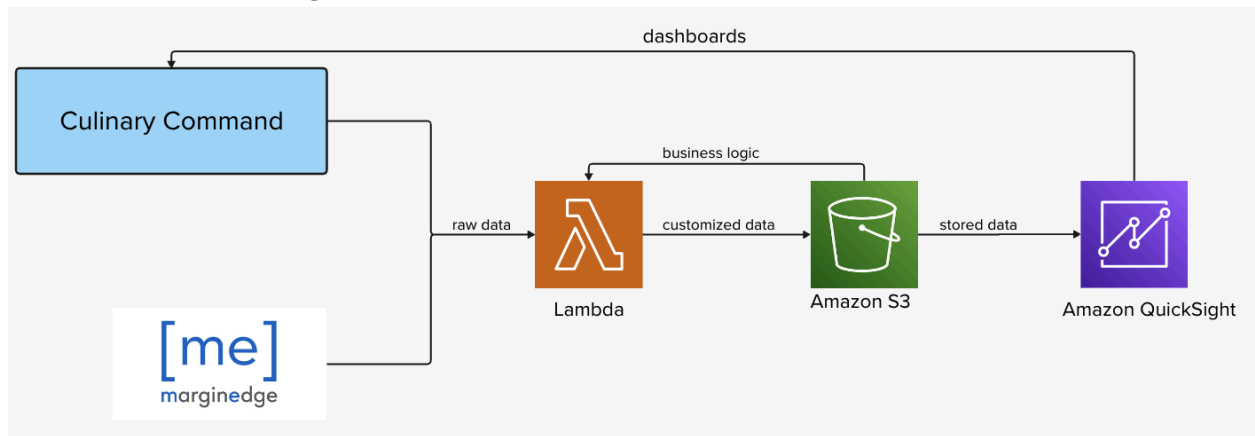 dashboards
Culinary Command
business logic
raw data
customized data
stored data
Lambda
Amazon S3
Amazon QuickSight
[me]
marginedge